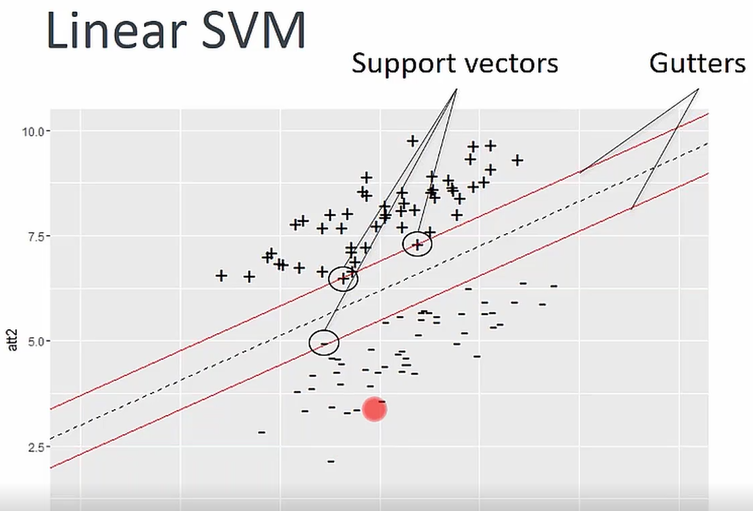 Linear SVM
Support vectors
Gutters
10.0
7.5
att2
5.0
2.5